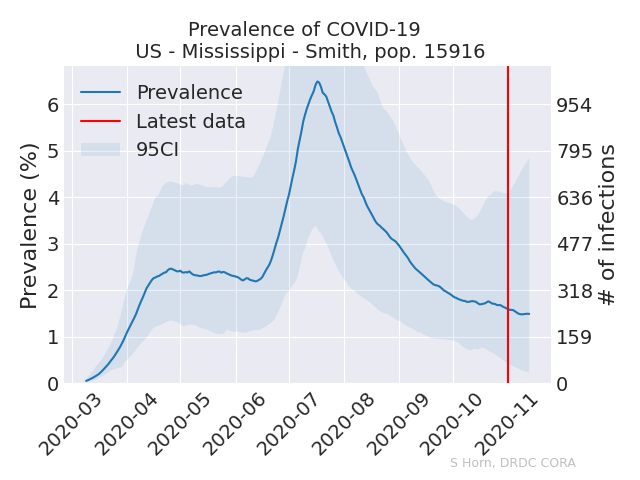 Prevalence of COVID-19
US - Mississippi - Smith, pop. 15916
Prevalence
Latest data
95CI
Prevalence (%)
6
5
4
3
2
1
0
954
795
636
477
318
159
0
# of infections
2020-03
2020-04
2020-05
2020-06
2020-07
2020-08
2020-09
2020-10
2020-11
S Horn, DRDC CORA